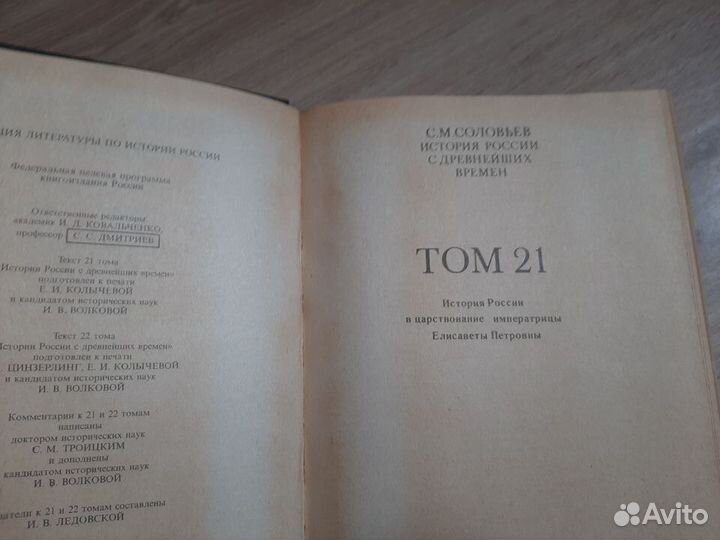 ЦИЯ ЛИТЕРАТУРЫ ПО ИСТОРИИ РОССИИ
Федеральная целевая программа
книгоиздания России
Ответственные редакторы:
академик И. Д. КОВАЛЬЧЕНКО,
профессор С. С. ДМИТРИЕВ
Текст 21 тома
«Истории России с древнейших времен»
подготовлен к печати
Е. И. КОЛЫЧЕВОЙ
и кандидатом исторических наук
И. В. ВОЛКОВОЙ
Текст 22 тома
«Истории России с древнейших времен»
подготовлен к печати
ЦИНЗЕРЛИНГ, Е. И. КОЛЫЧЕВОЙ
и кандидатом исторических наук
И. В. ВОЛКОВОЙ
Комментарии к 21 и 22 томам
написаны
доктором исторических наук
С. М. ТРОИЦКИМ
и дополнены
кандидатом исторических наук
И. В. ВОЛКОВОЙ
затели к 21 и 22 томам составлены
И. В. ЛЕДОВСКОЙ
С.М. СОЛОВЬЕВ
ИСТОРИЯ РОССИИ
С ДРЕВНЕЙШИХ
ВРЕМЕН
ТОМ 21
История России
в царствование императрицы
Елисаветы Петровны
Avito